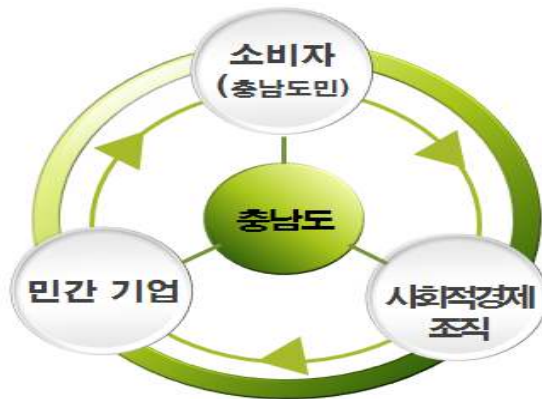 소비자
(충남도민)
충남도
민간 기업
사회적경제
조직